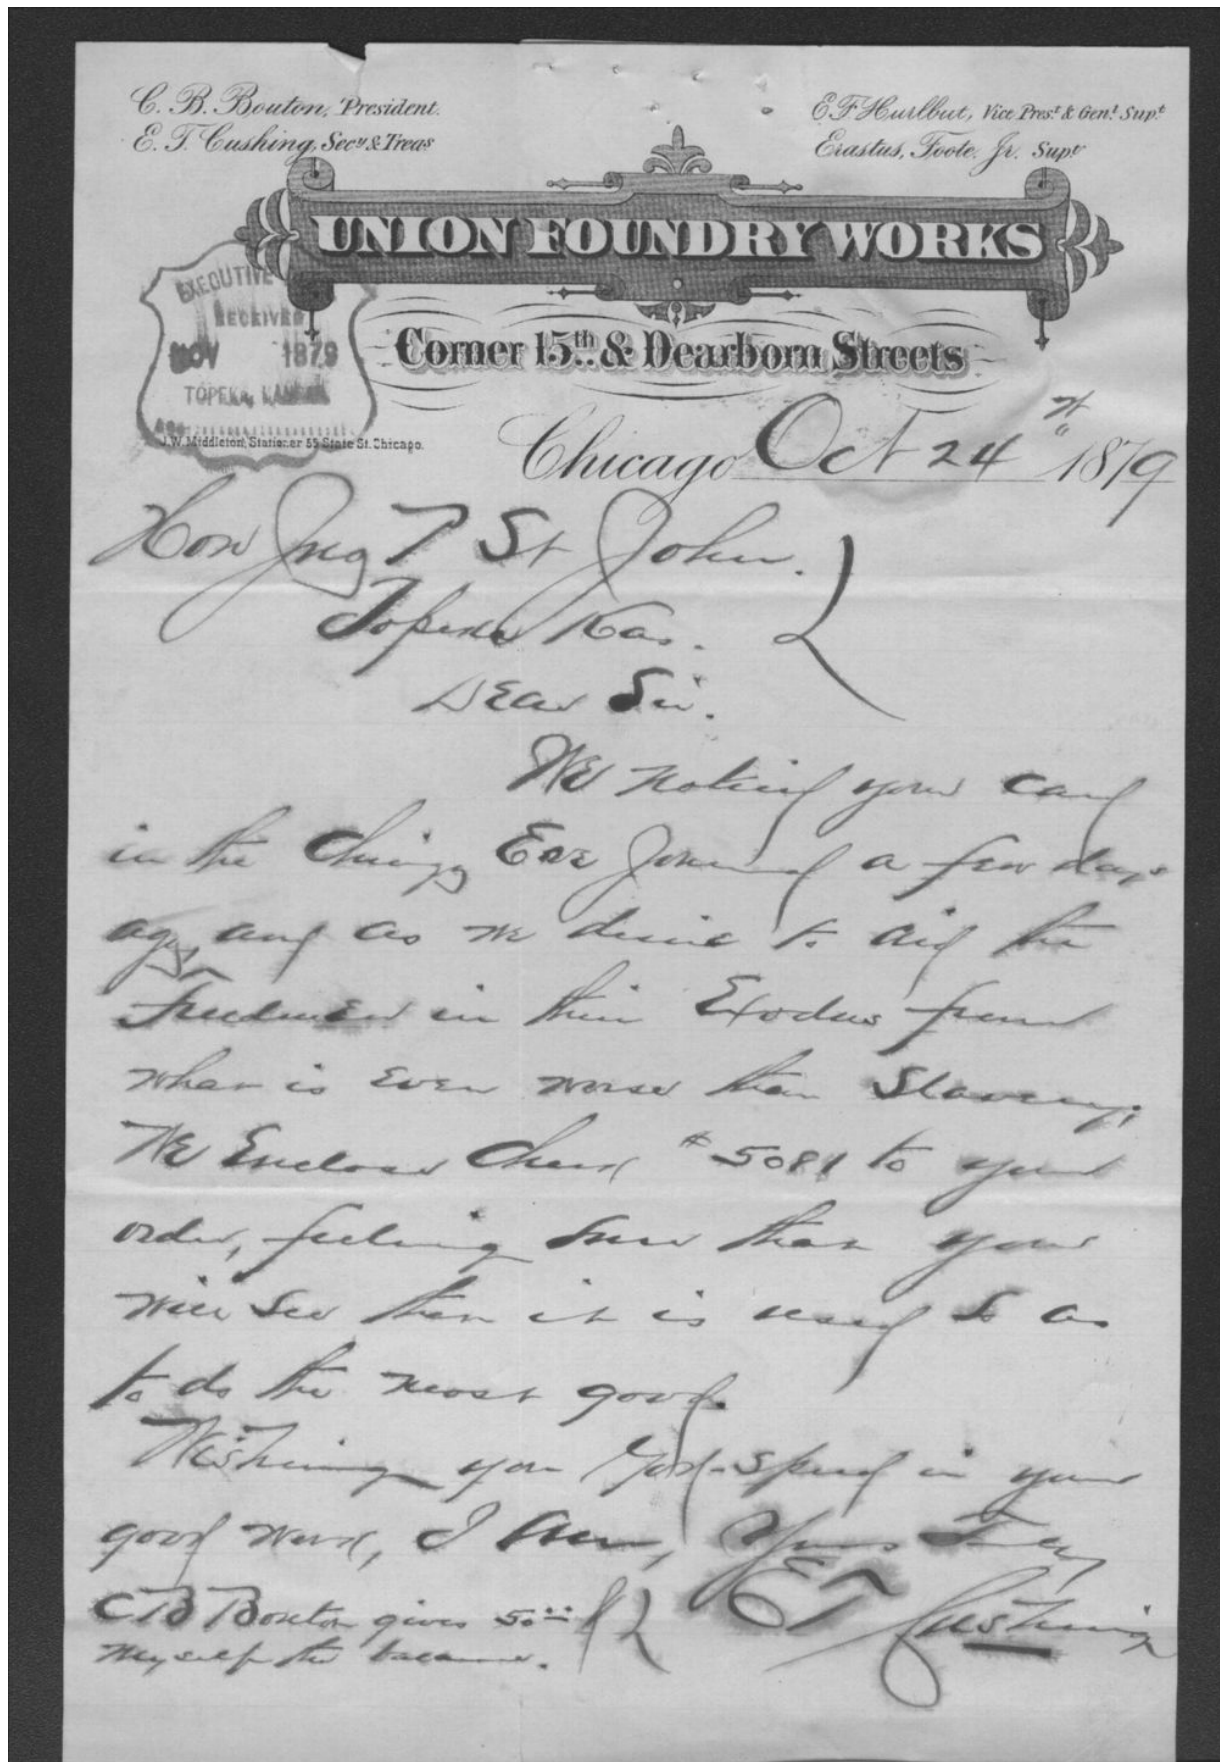 C. B. Bouton, President.
E. T. Cushing, Secy & Treas
E. F. Hurlbut, Vice Prest & Genl Supt
Erastus, Foote. Jr. Supt
UNION FOUNDRY WORKS
EXECUTIVE
RECEIVED
NOV 1879
TOPEKA, KANSAS
Corner 15th & Dearborn Streets
J.W. Middleton, Stationer 55 State St. Chicago.
Chicago Oct 24th 1879
Hon Jno P St John.
Topeka Kas.
Dear Sir.
We noticed your card
in the Chicago Eve Journal a few days
ago, and as we desire to aid the
Freedmen in their Exodus from
what is even worse than Slavery;
We Enclose Check # 5081 to your
order, feeling sure that you
will see that it is used so as
to do the most good.
Wishing you God-speed in your
good work, I am, Yours Truly
ET Cushing
CB Bouton gives 50.00
myself the balance.